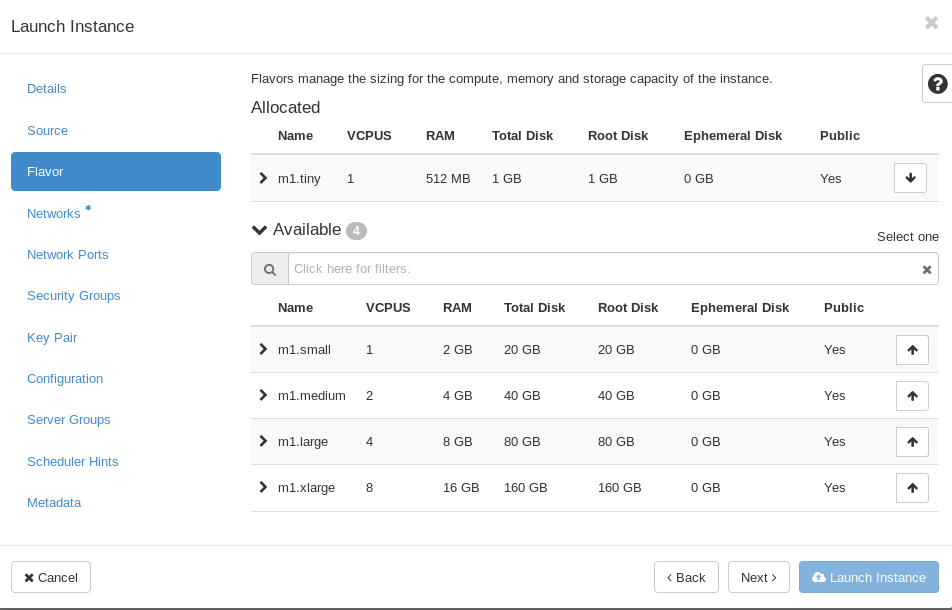 Launch Instance
Details
Source
Flavor
Networks *
Network Ports
Security Groups
Key Pair
Configuration
Server Groups
Scheduler Hints
Metadata
Flavors manage the sizing for the compute, memory and storage capacity of the instance.
Allocated
Name VCPUS RAM Total Disk Root Disk Ephemeral Disk Public
m1.tiny 1 512 MB 1 GB 1 GB 0 GB Yes
Available 4
Select one
Click here for filters.
Name VCPUS RAM Total Disk Root Disk Ephemeral Disk Public
m1.small 1 2 GB 20 GB 20 GB 0 GB Yes
m1.medium 2 4 GB 40 GB 40 GB 0 GB Yes
m1.large 4 8 GB 80 GB 80 GB 0 GB Yes
m1.xlarge 8 16 GB 160 GB 160 GB 0 GB Yes
Cancel
< Back
Next >
Launch Instance